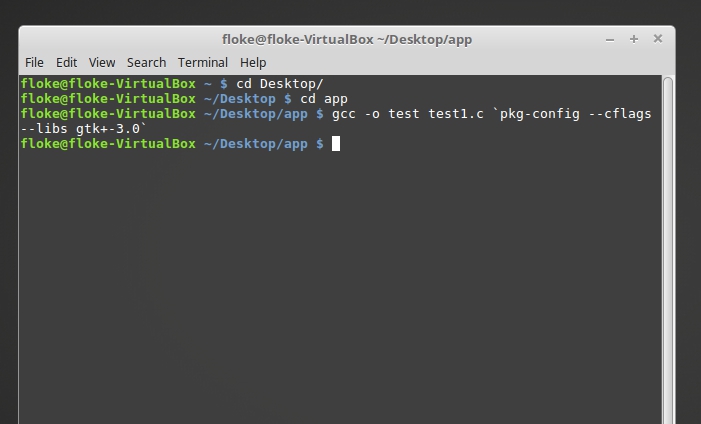 floke@floke-VirtualBox ~/Desktop/app
File Edit View Search Terminal Help
floke@floke-VirtualBox ~ $ cd Desktop/
floke@floke-VirtualBox ~/Desktop $ cd app
floke@floke-VirtualBox ~/Desktop/app $ gcc -o test test1.c `pkg-config --cflags
--libs gtk+-3.0`
floke@floke-VirtualBox ~/Desktop/app $